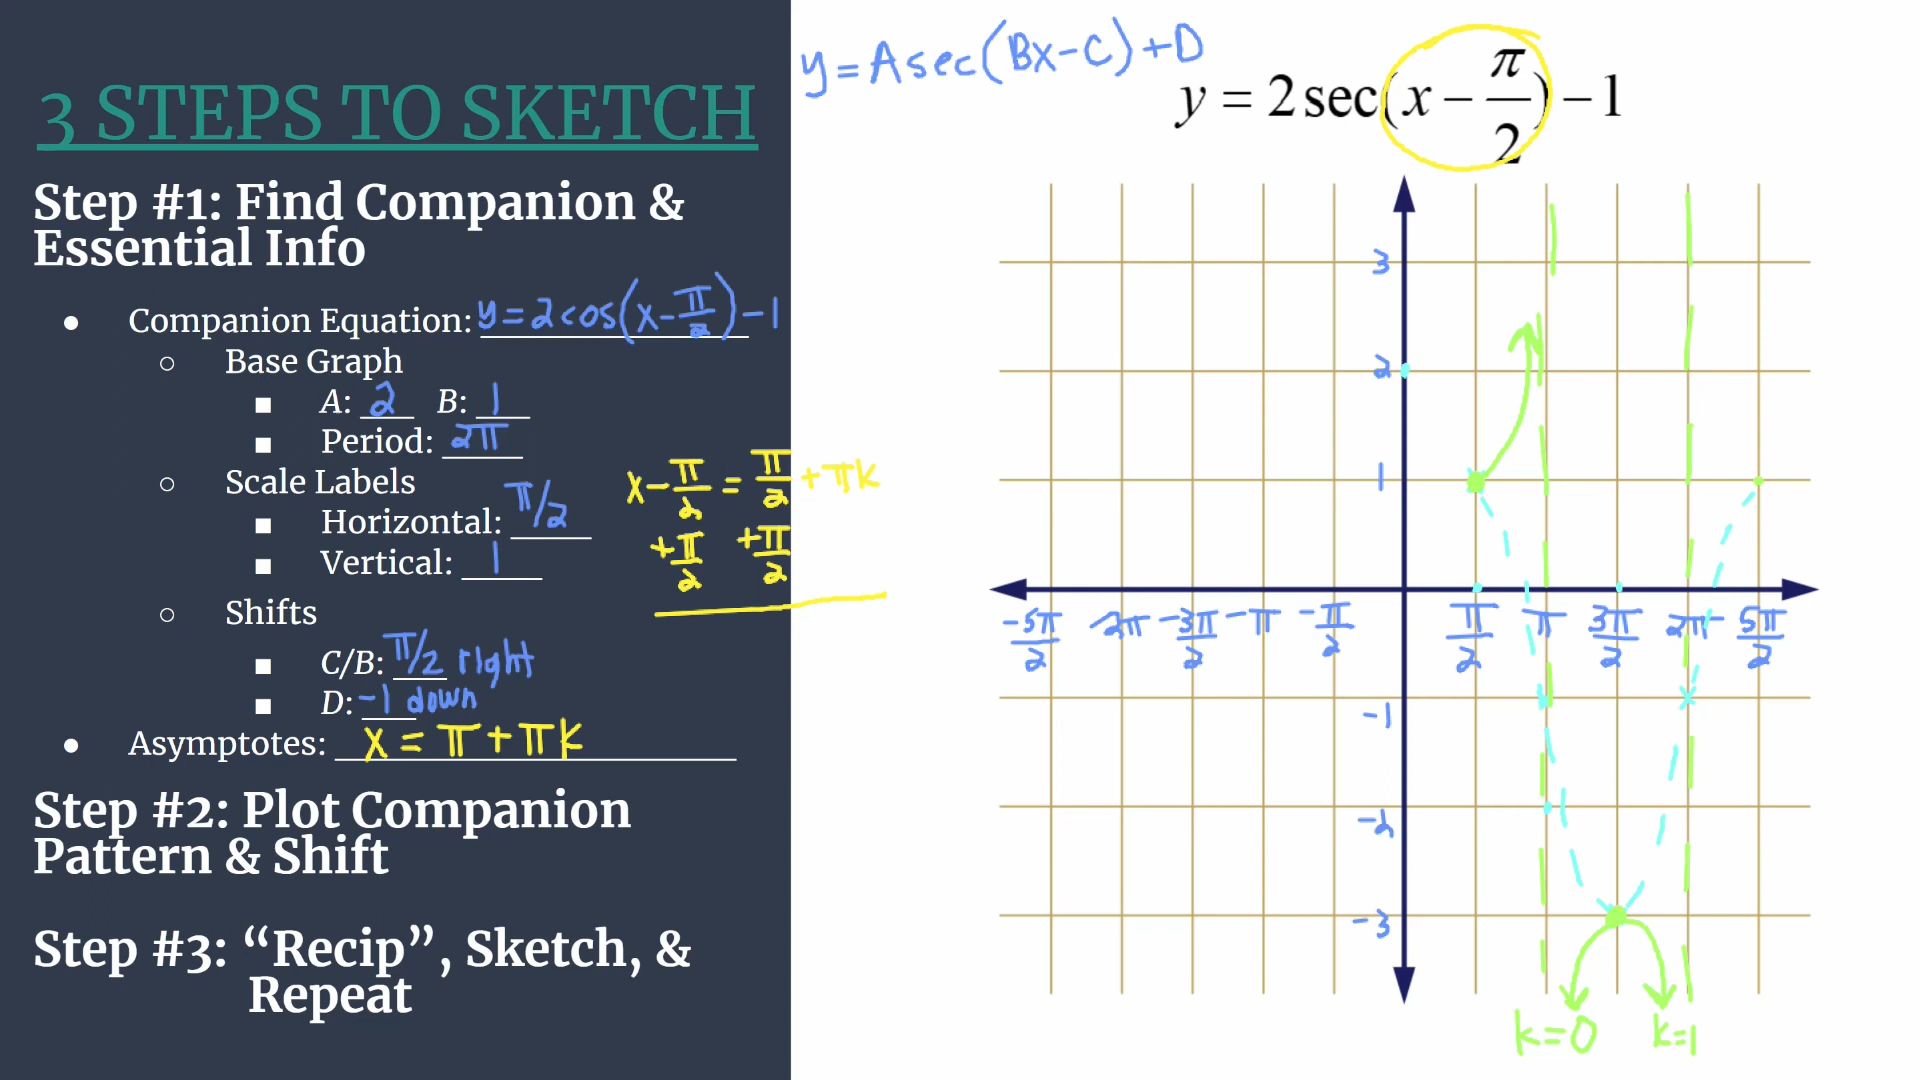 3 STEPS TO SKETCH
Step #1: Find Companion &
Essential Info
● Companion Equation: y = 2cos(x - π/2) - 1
○ Base Graph
■ A: 2 B: 1
■ Period: 2π
○ Scale Labels
■ Horizontal: π/2
■ Vertical: 1
○ Shifts
■ C/B: π/2 right
■ D: -1 down
● Asymptotes: x = π + πk
Step #2: Plot Companion
Pattern & Shift
Step #3: “Recip”, Sketch, &
Repeat
x - π/2 = π/2 + πk
+ π/2 + π/2
y = A sec(Bx - C) + D
y = 2 sec(x − π/2) − 1
3
2
1
-5π/2 -2π -3π/2 -π -π/2 π/2 π 3π/2 2π 5π/2
-1
-2
-3
k=0 k=1